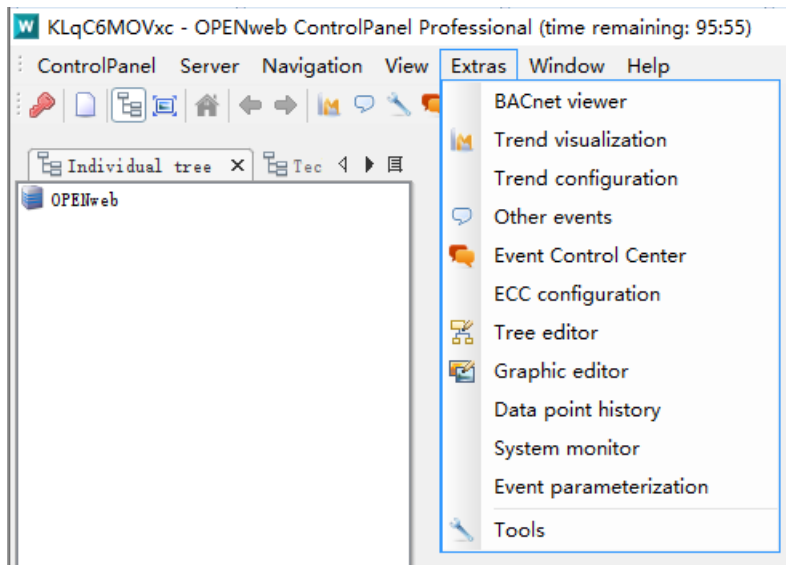 W KLqC6MOVxc - OPENweb ControlPanel Professional (time remaining: 95:55)
ControlPanel Server Navigation View Extras Window Help
BACnet viewer
Individual tree Tec
Trend visualization
Trend configuration
OPENweb
Other events
Event Control Center
ECC configuration
Tree editor
Graphic editor
Data point history
System monitor
Event parameterization
Tools